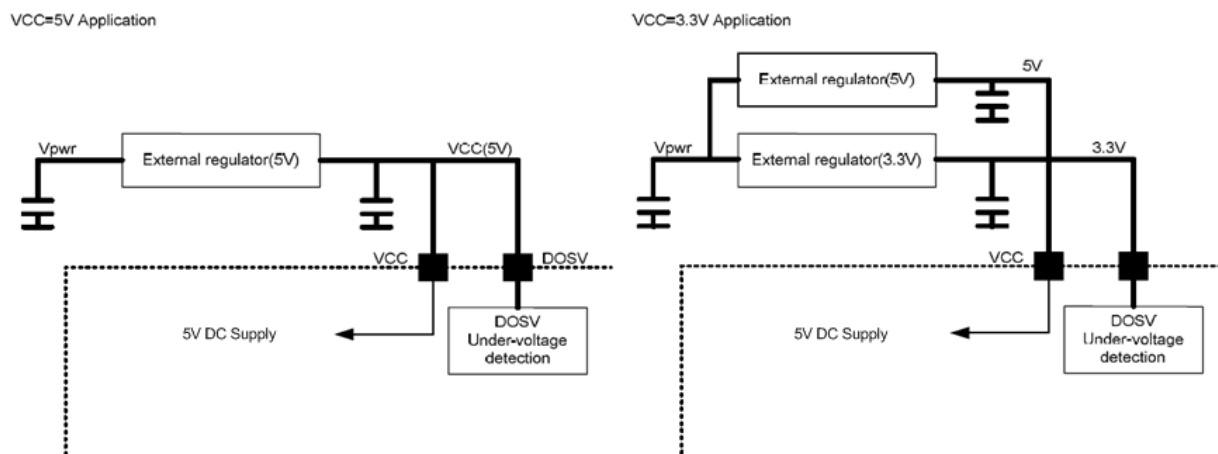 VCC=5V Application
Vpwr
External regulator(5V)
VCC(5V)
VCC
DOSV
5V DC Supply
DOSV
Under-voltage
detection
VCC=3.3V Application
External regulator(5V)
5V
Vpwr
External regulator(3.3V)
3.3V
VCC
5V DC Supply
DOSV
Under-voltage
detection